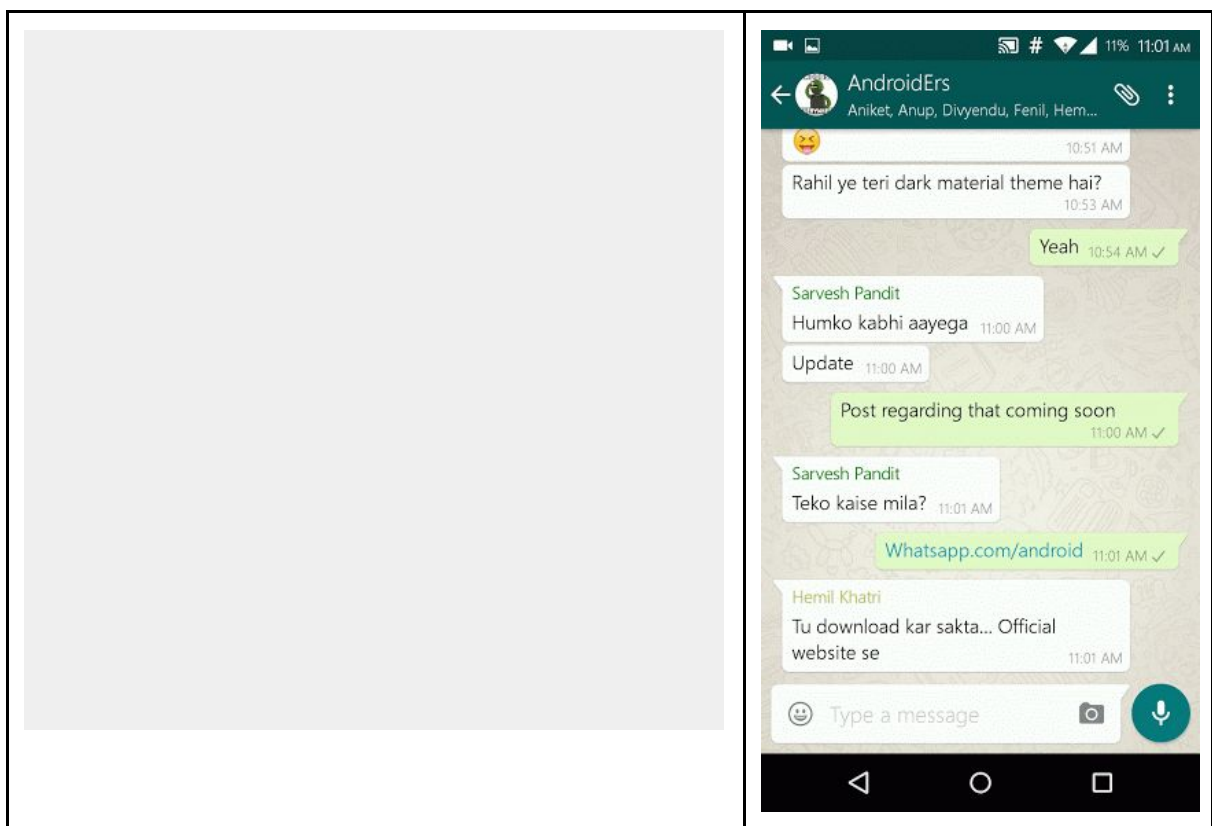 11% 11:01 AM
AndroidErs
Aniket, Anup, Divyendu, Fenil, Hem...
10:51 AM
Rahil ye teri dark material theme hai?
10:53 AM
Yeah 10:54 AM
Sarvesh Pandit
Humko kabhi aayega 11:00 AM
Update 11:00 AM
Post regarding that coming soon
11:00 AM
Sarvesh Pandit
Teko kaise mila? 11:01 AM
Whatsapp.com/android 11:01 AM
Hemil Khatri
Tu download kar sakta... Official
website se 11:01 AM
Type a message